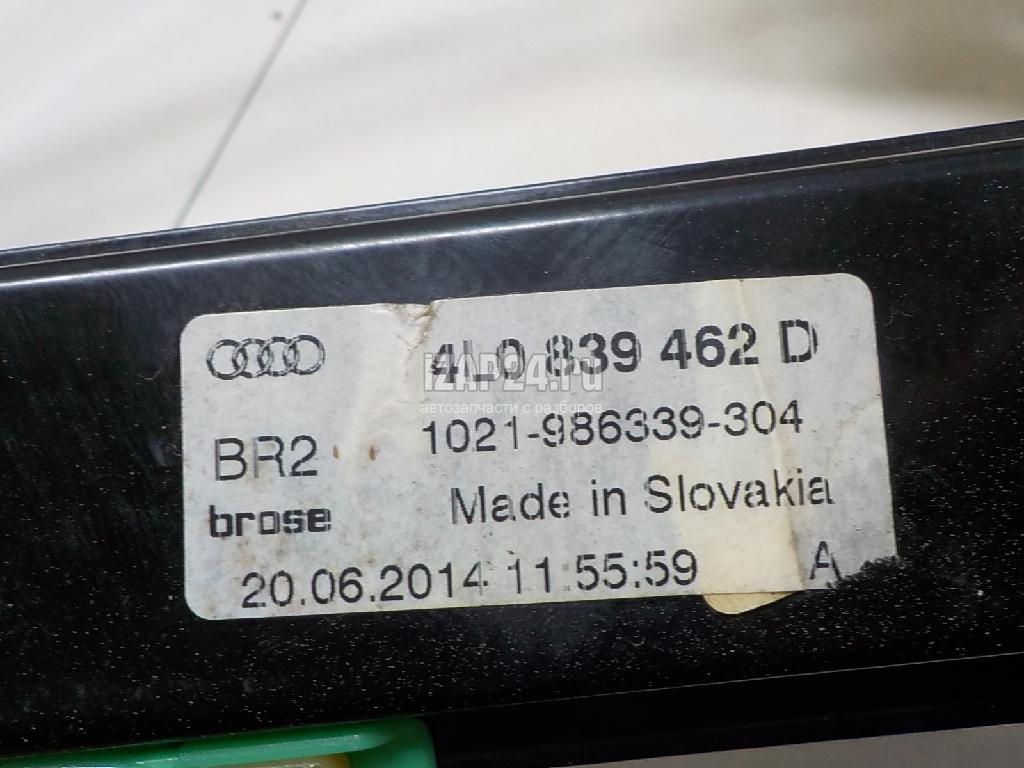 4L0 839 462 D
iZAP24.ru
автозапчасти с разборов
BR2 1021-986339-304
brose Made in Slovakia
20.06.2014 11:55:59 A